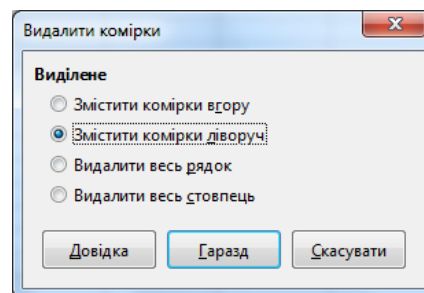 Видалити комірки
Виділене
Змістити комірки вгору
Змістити комірки ліворуч
Видалити весь рядок
Видалити весь стовпець
Довідка Гаразд Скасувати